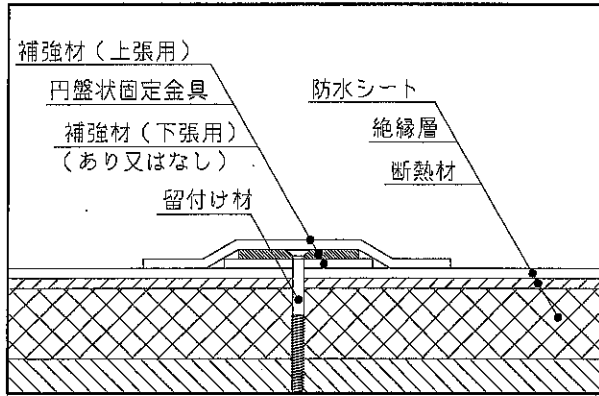 補強材(上張用)
円盤状固定金具
補強材(下張用)
(あり又はなし)
留付け材
防水シート
絶縁層
断熱材